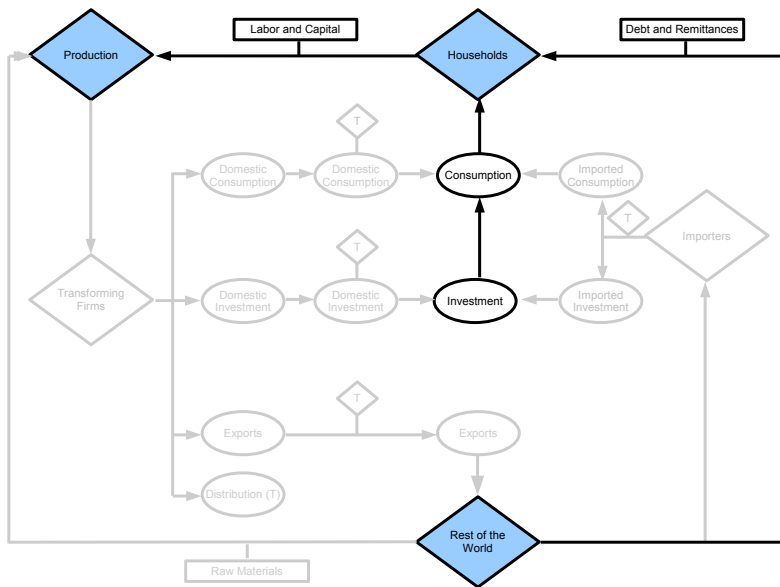 Labor and Capital
Debt and Remittances
Production
Households
T
Domestic
Consumption
Domestic
Consumption
Consumption
Imported
Consumption
T
Importers
T
Transforming
Firms
Domestic
Investment
Domestic
Investment
Investment
Imported
Investment
T
Exports
Exports
Distribution (T)
Rest of the
World
Raw Materials